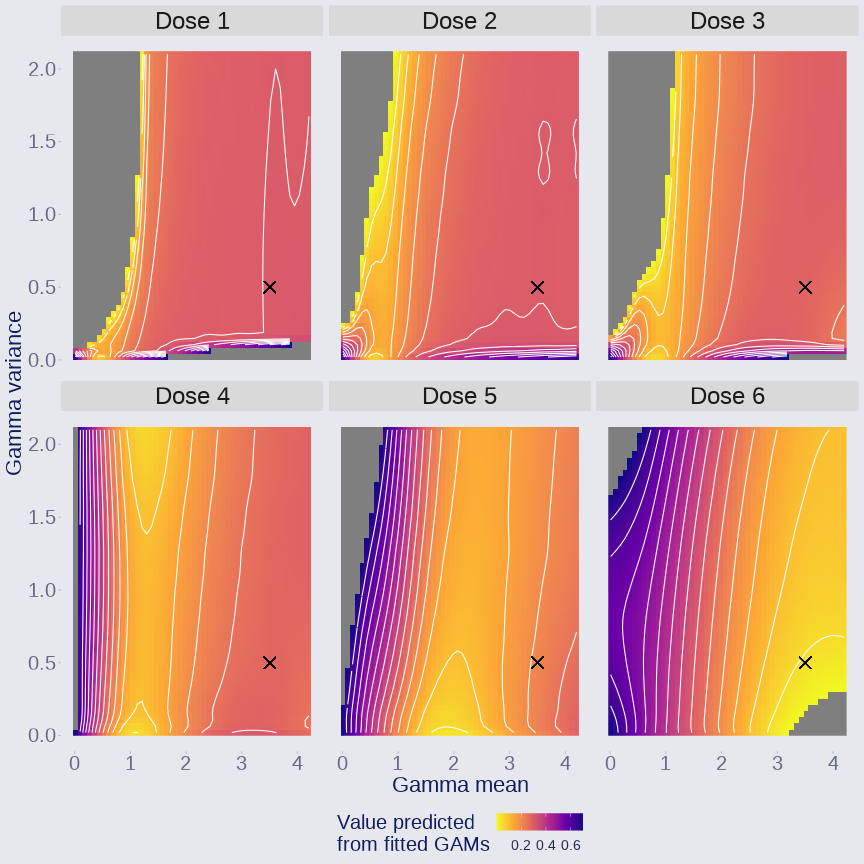 Dose 1 Dose 2 Dose 3
2.0
1.5
1.0
0.5
0.0
Dose 4 Dose 5 Dose 6
2.0
1.5
1.0
0.5
0.0
0 1 2 3 4 0 1 2 3 4 0 1 2 3 4
Gamma variance
Gamma mean
Value predicted
from fitted GAMs
0.2 0.4 0.6